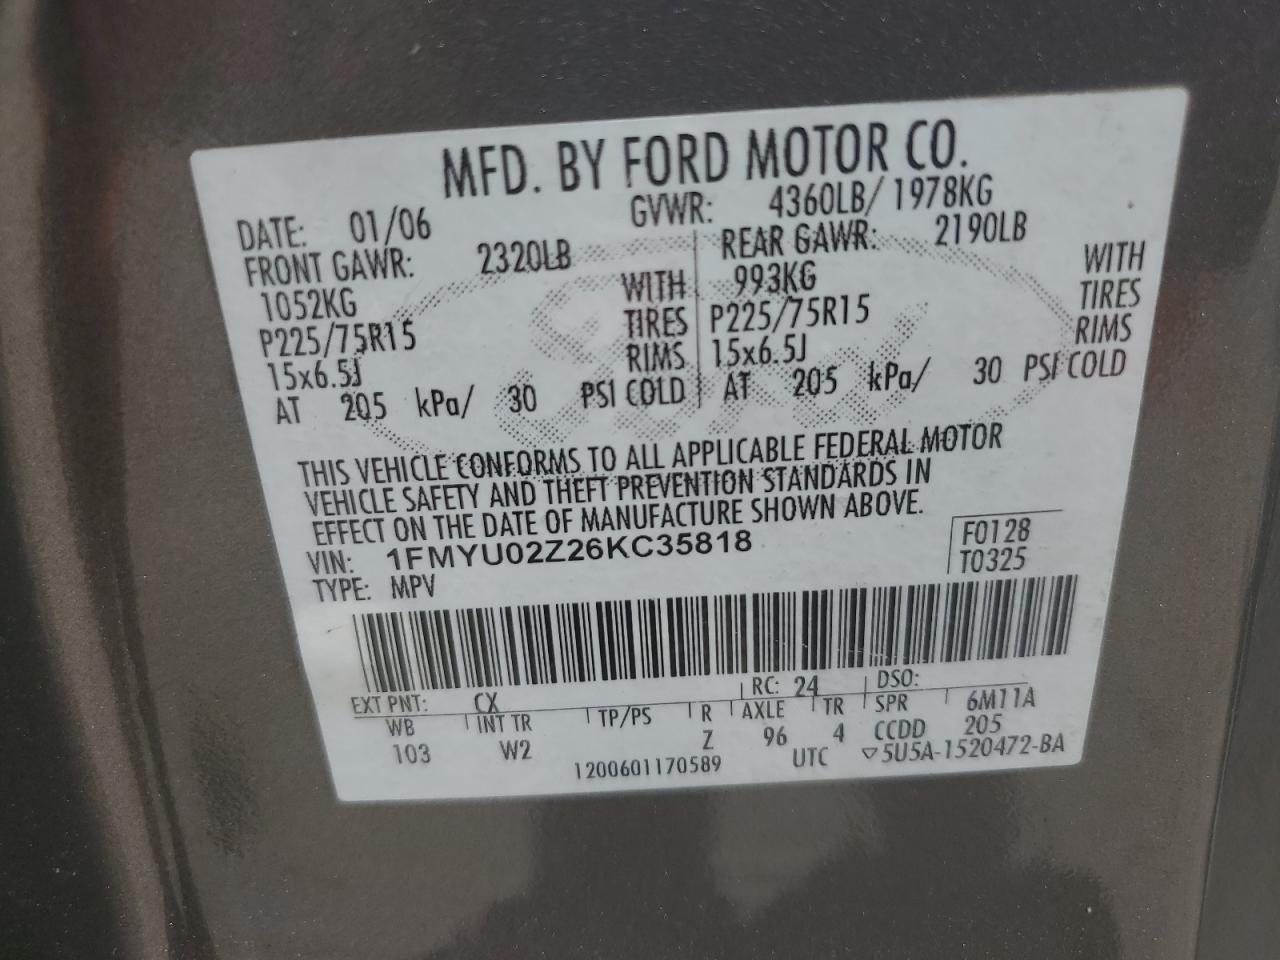 MFD. BY FORD MOTOR CO.
DATE: 01/06 GVWR: 4360LB/ 1978KG
FRONT GAWR: 2320LB REAR GAWR: 2190LB
1052KG WITH 993KG WITH
P225/75R15 TIRES P225/75R15 TIRES
15x6.5J RIMS 15x6.5J RIMS
AT 205 kPa/ 30 PSI COLD AT 205 kPa/ 30 PSI COLD
THIS VEHICLE CONFORMS TO ALL APPLICABLE FEDERAL MOTOR
VEHICLE SAFETY AND THEFT PREVENTION STANDARDS IN
EFFECT ON THE DATE OF MANUFACTURE SHOWN ABOVE.
VIN: 1FMYU02Z26KC35818 F0128
TYPE: MPV T0325
EXT PNT: CX RC: 24 DSO:
WB INT TR TP/PS R AXLE TR SPR 6M11A
103 W2 Z 96 4 CCDD 205
1200601170589 UTC ▽5U5A-1520472-BA